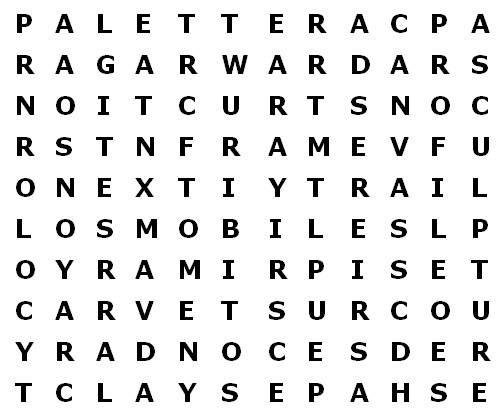 P A L E T T E R A C P A
R A G A R W A R D A R S
N O I T C U R T S N O C
R S T N F R A M E V F U
O N E X T I Y T R A I L
L O S M O B I L E S L P
O Y R A M I R P I S E T
C A R V E T S U R C O U
Y R A D N O C E S D E R
T C L A Y S E P A H S E